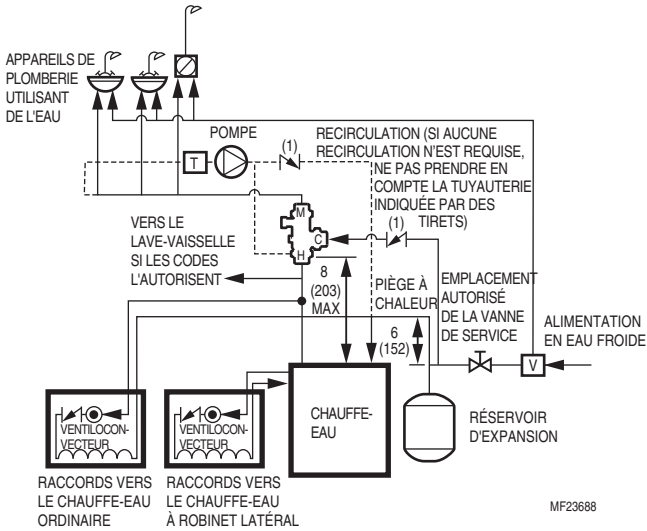 APPAREILS DE
PLOMBERIE
UTILISANT
DE L'EAU
POMPE
T
(1)
RECIRCULATION (SI AUCUNE
RECIRCULATION N'EST REQUISE,
NE PAS PRENDRE EN
COMPTE LA TUYAUTERIE
INDIQUÉE PAR DES
TIRETS)
(1)
M
C
H
VERS LE
LAVE-VAISSELLE
SI LES CODES
L'AUTORISENT
8
(203)
MAX
PIÈGE À
CHALEUR
6
(152)
EMPLACEMENT
AUTORISÉ
DE LA VANNE
DE SERVICE
ALIMENTATION
EN EAU FROIDE
V
VENTILOCON-
VECTEUR
VENTILOCON-
VECTEUR
CHAUFFE-
EAU
RÉSERVOIR
D'EXPANSION
RACCORDS VERS
LE CHAUFFE-EAU
ORDINAIRE
RACCORDS VERS
LE CHAUFFE-EAU
À ROBINET LATÉRAL
MF23688